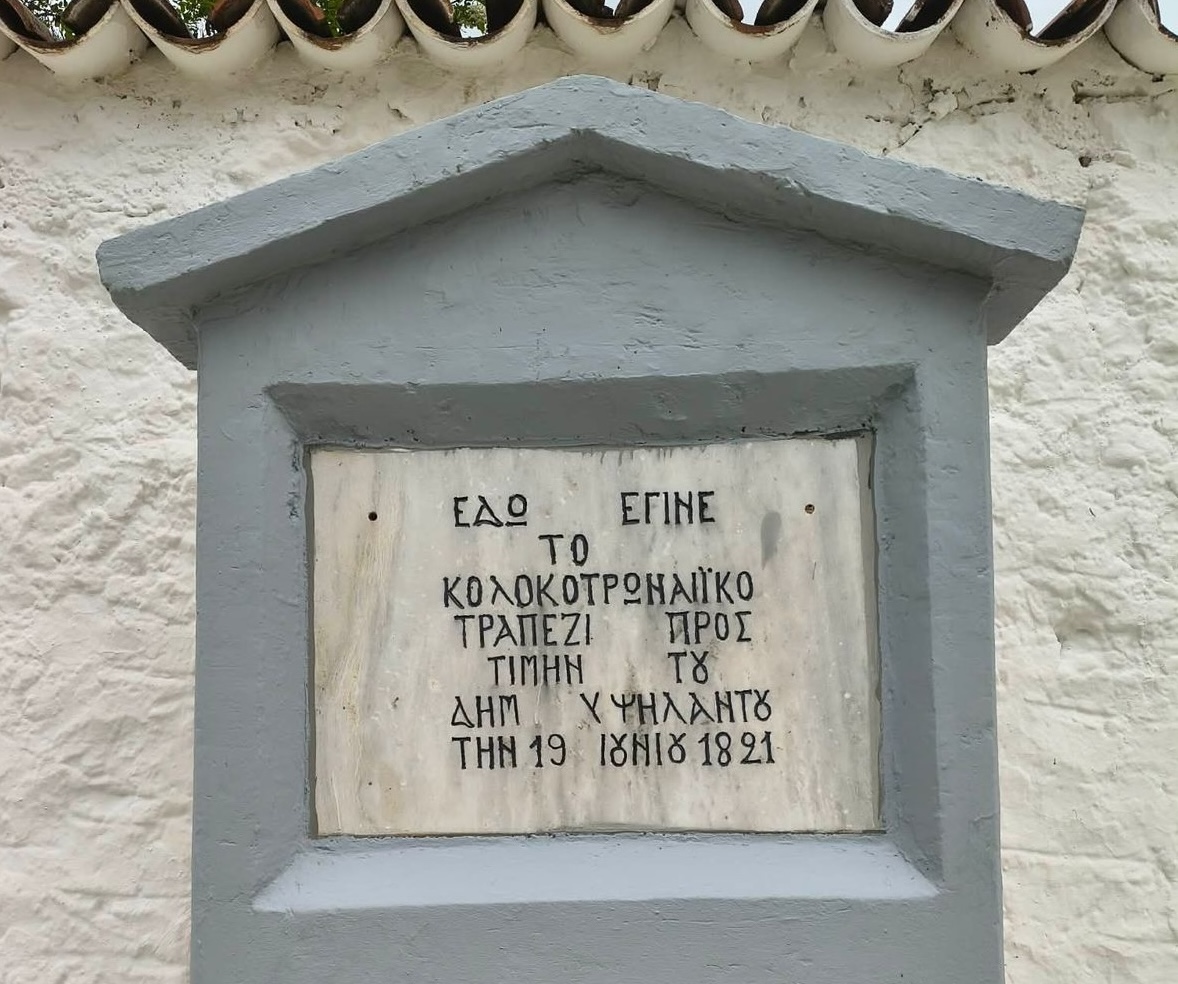 ΕΔΩ ΕΓΙΝΕ
ΤΟ
ΚΟΛΟΚΟΤΡΩΝΑΙΪΚΟ
ΤΡΑΠΕΖΙ ΠΡΟΣ
ΤΙΜΗΝ ΤȢ
ΔΗΜ ΥΨΗΛΑΝΤȢ
ΤΗΝ 19 ΙȢΝΙȢ 1821